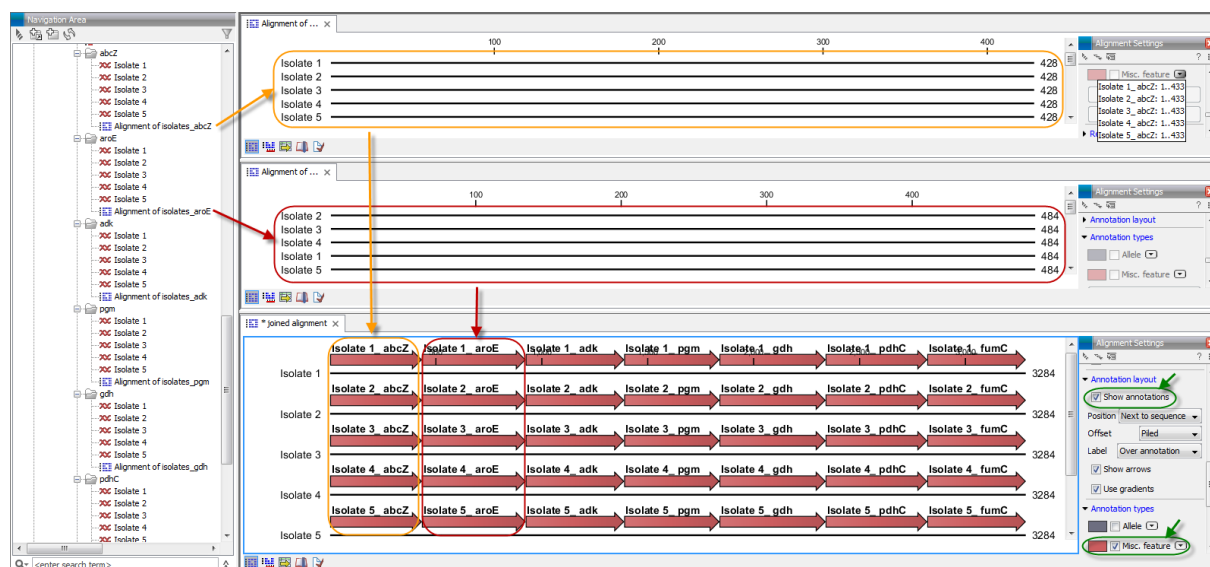 Navigation Area
abcZ
Isolate 1
Isolate 2
Isolate 3
Isolate 4
Isolate 5
Alignment of isolates_abcZ
aroE
Isolate 1
Isolate 2
Isolate 3
Isolate 4
Isolate 5
Alignment of isolates_aroE
adk
Isolate 1
Isolate 2
Isolate 3
Isolate 4
Isolate 5
Alignment of isolates_adk
pgm
Isolate 1
Isolate 2
Isolate 3
Isolate 4
Isolate 5
Alignment of isolates_pgm
gdh
Isolate 1
Isolate 2
Isolate 3
Isolate 4
Isolate 5
Alignment of isolates_gdh
pdhC
Isolate 1
Isolate 2
Isolate 3
Isolate 4
Isolate 5
<enter search term>
Alignment of ... ×
100 200 300 400
Isolate 1 428
Isolate 2 428
Isolate 3 428
Isolate 4 428
Isolate 5 428
Alignment Settings
?
Misc. feature
Isolate 1_ abcZ: 1..433
Isolate 2_ abcZ: 1..433
Isolate 3_ abcZ: 1..433
Isolate 4_ abcZ: 1..433
Isolate 5_ abcZ: 1..433
Alignment of ... ×
100 200 300 400
Isolate 2 484
Isolate 3 484
Isolate 4 484
Isolate 1 484
Isolate 5 484
Alignment Settings
?
Annotation layout
Annotation types
Allele
Misc. feature
* joined alignment ×
Isolate 1_ abcZ Isolate 1_ aroE Isolate 1_ adk Isolate 1_ pgm Isolate 1_ gdh Isolate 1_ pdhC Isolate 1_ fumC
Isolate 1 3284
Isolate 2_ abcZ Isolate 2_ aroE Isolate 2_ adk Isolate 2_ pgm Isolate 2_ gdh Isolate 2_ pdhC Isolate 2_ fumC
Isolate 2 3284
Isolate 3_ abcZ Isolate 3_ aroE Isolate 3_ adk Isolate 3_ pgm Isolate 3_ gdh Isolate 3_ pdhC Isolate 3_ fumC
Isolate 3 3284
Isolate 4_ abcZ Isolate 4_ aroE Isolate 4_ adk Isolate 4_ pgm Isolate 4_ gdh Isolate 4_ pdhC Isolate 4_ fumC
Isolate 4 3284
Isolate 5_ abcZ Isolate 5_ aroE Isolate 5_ adk Isolate 5_ pgm Isolate 5_ gdh Isolate 5_ pdhC Isolate 5_ fumC
Isolate 5 3284
Alignment Settings
?
Annotation layout
Show annotations
Position Next to sequence
Offset Piled
Label Over annotation
Show arrows
Use gradients
Annotation types
Allele
Misc. feature